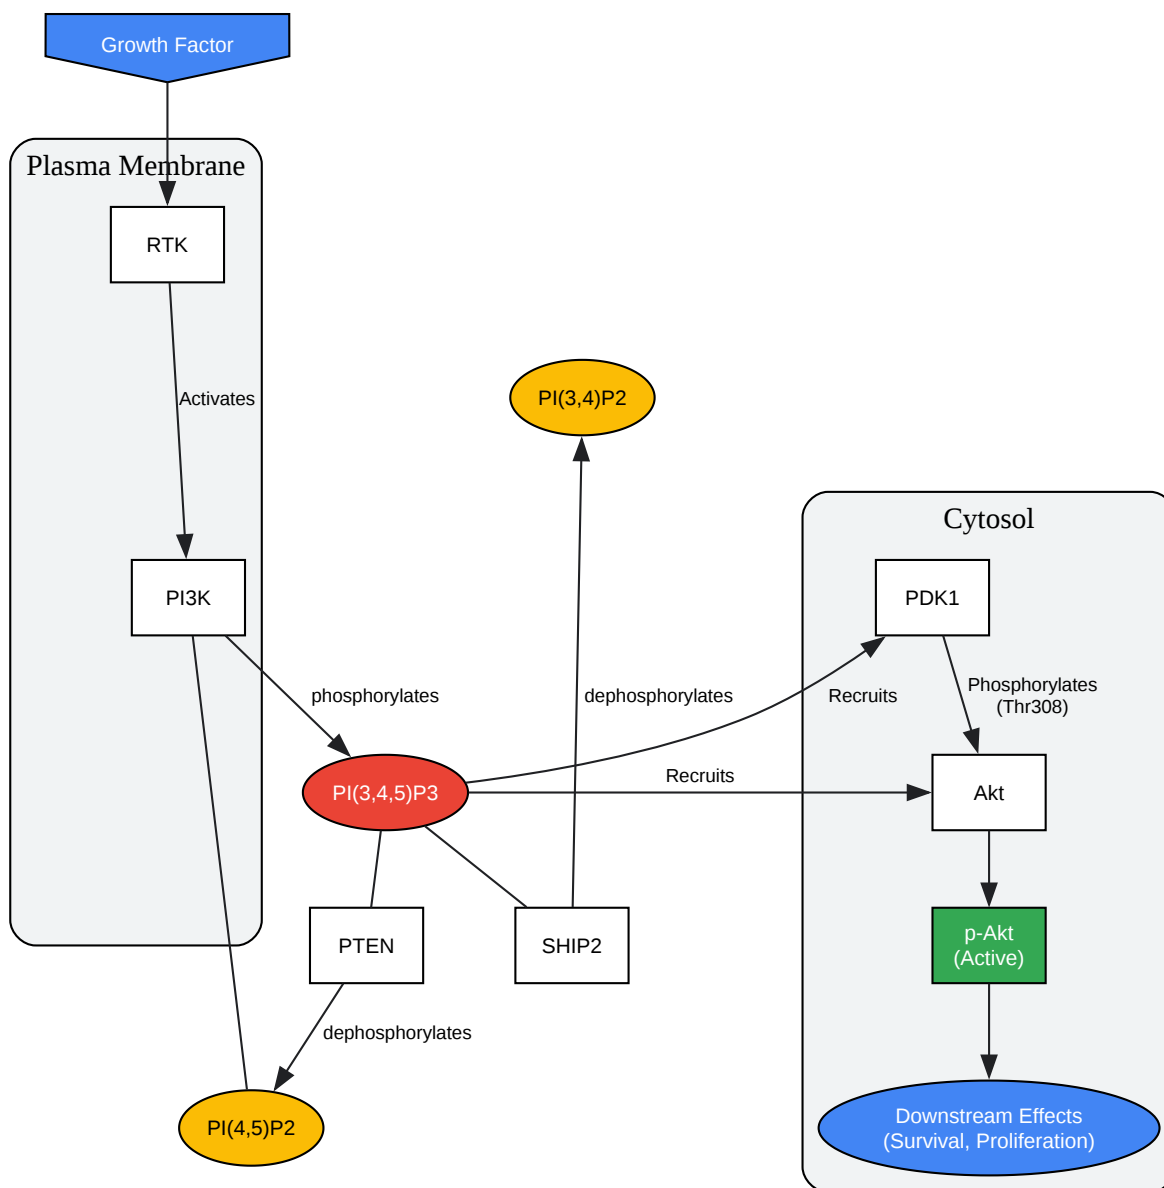 Growth Factor
Plasma Membrane
RTK
Activates
PI(3,4)P2
Cytosol
PI3K
PDK1
phosphorylates
dephosphorylates
Recruits
Phosphorylates
(Thr308)
Recruits
PI(3,4,5)P3
Akt
PTEN
SHIP2
p-Akt
(Active)
dephosphorylates
PI(4,5)P2
Downstream Effects
(Survival, Proliferation)